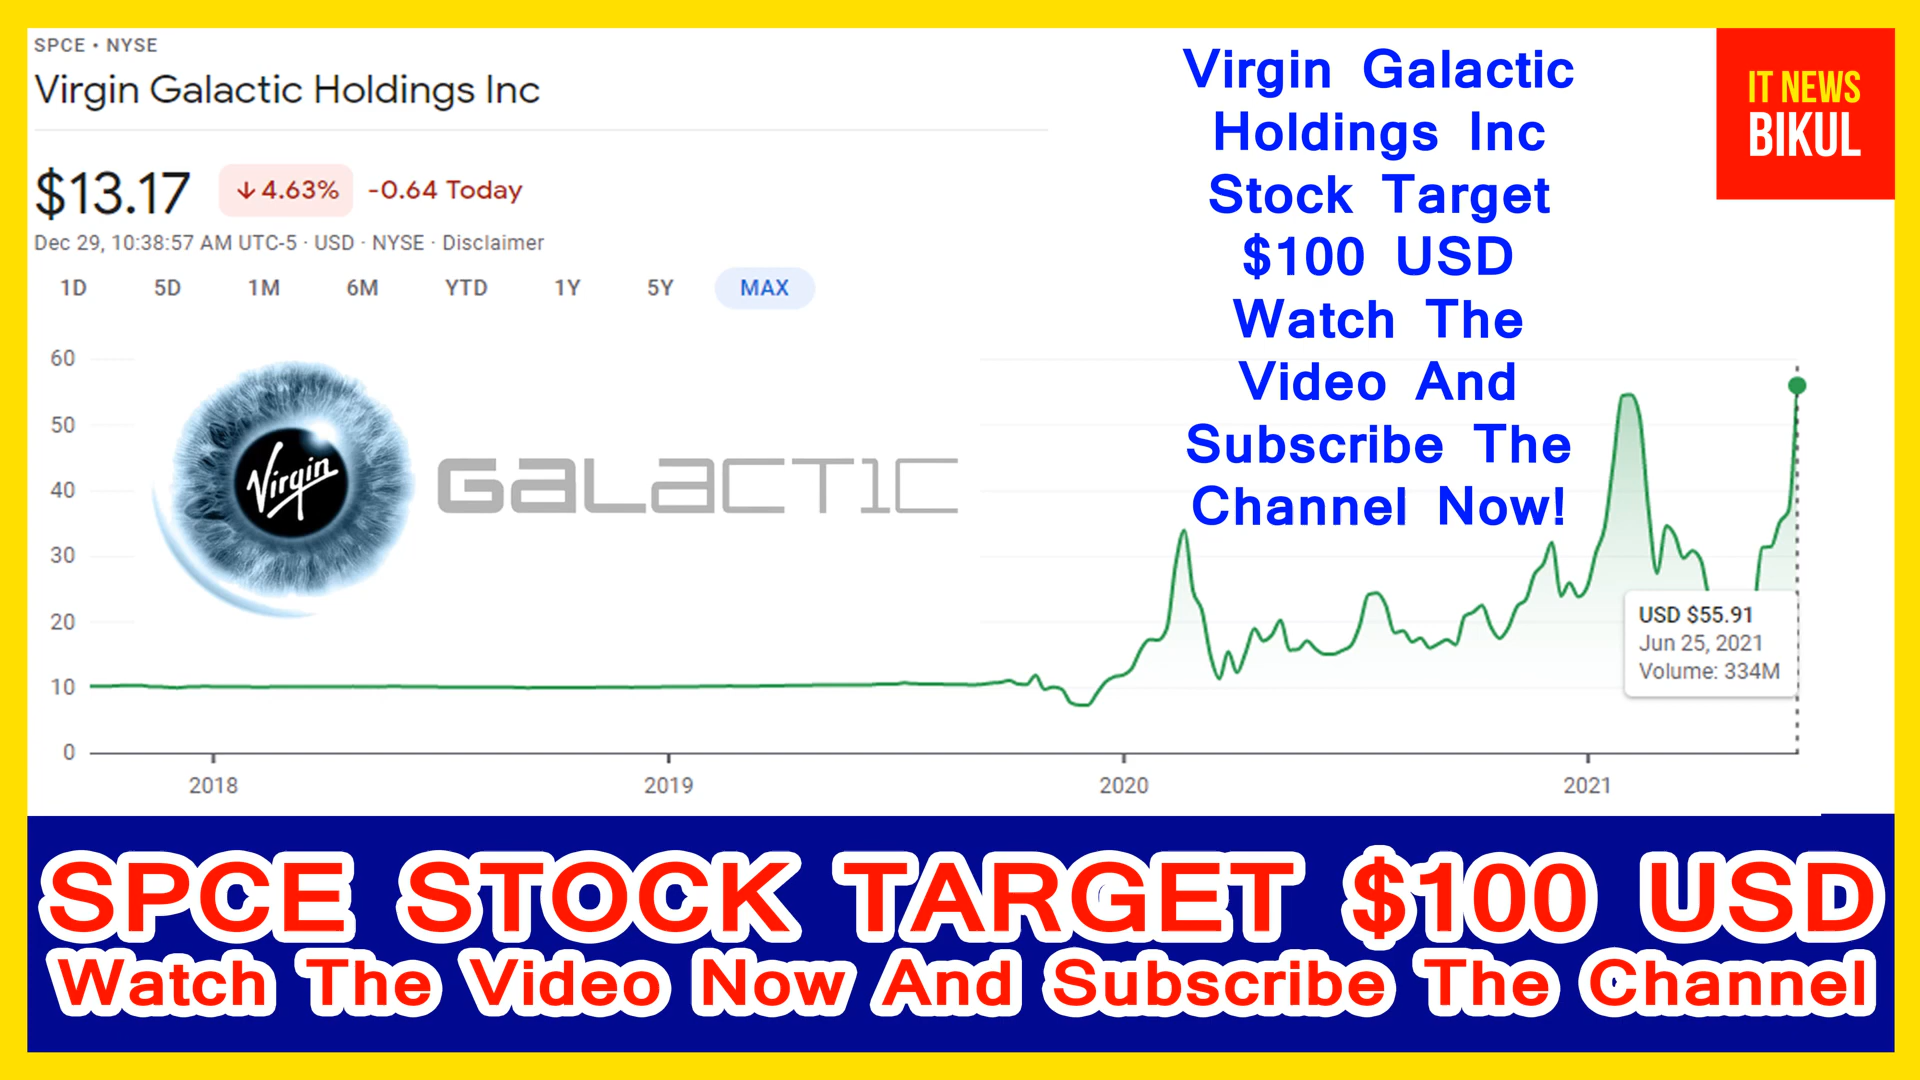 SPCE • NYSE
Virgin Galactic Holdings Inc
$13.17 ↓4.63% -0.64 Today
Dec 29, 10:38:57 AM UTC-5 · USD · NYSE · Disclaimer
1D 5D 1M 6M YTD 1Y 5Y MAX
Virgin Galactic
Holdings Inc
Stock Target
$100 USD
Watch The
Video And
Subscribe The
Channel Now!
IT NEWS
BIKUL
60
50
40
30
20
10
0
Virgin
GALACTIC
USD $55.91
Jun 25, 2021
Volume: 334M
2018 2019 2020 2021
SPCE STOCK TARGET $100 USD
Watch The Video Now And Subscribe The Channel